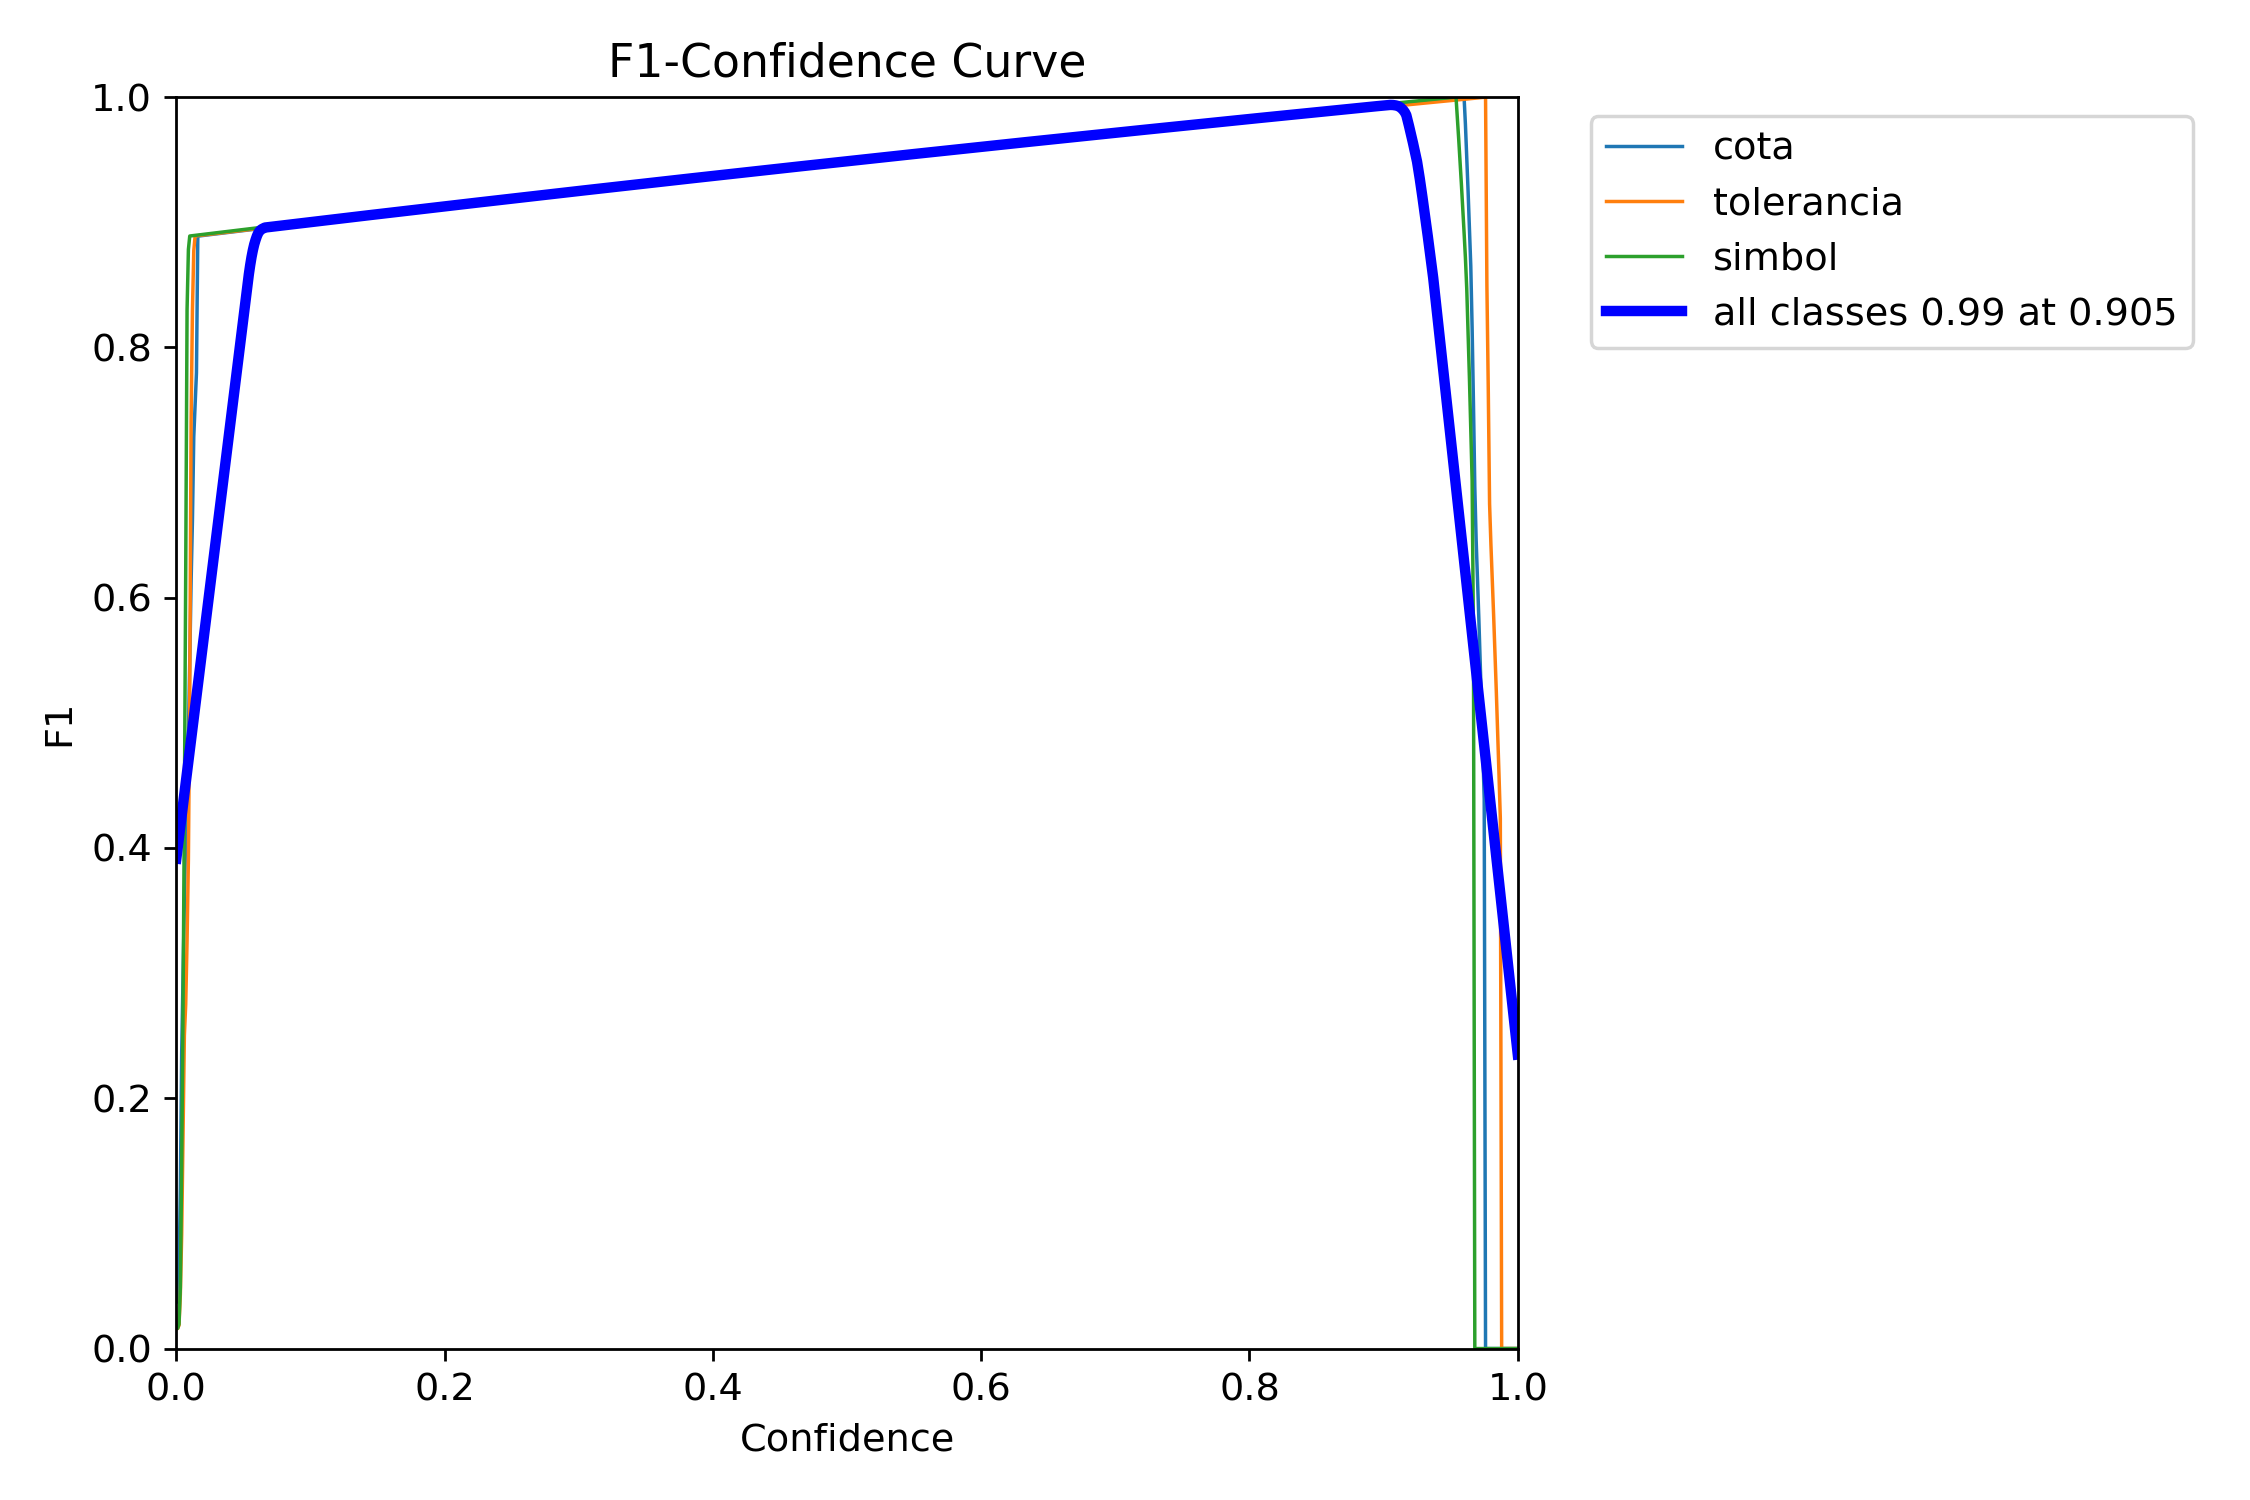 F1-Confidence Curve
1.0
0.8
0.6
0.4
0.2
0.0
F1
0.0 0.2 0.4 0.6 0.8 1.0
Confidence
cota
tolerancia
simbol
all classes 0.99 at 0.905